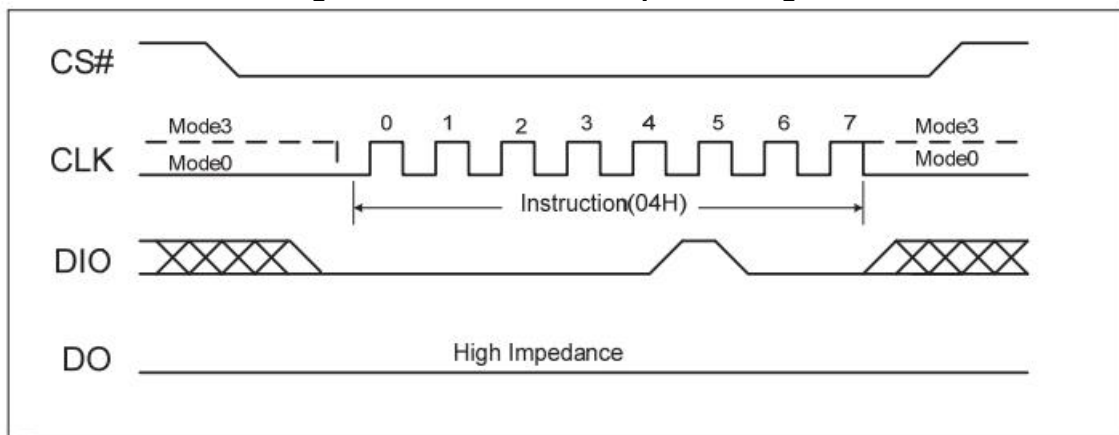 CS#
0 1 2 3 4 5 6 7
Mode3 Mode3
CLK Mode0 Mode0
Instruction(04H)
DIO
High Impedance
DO